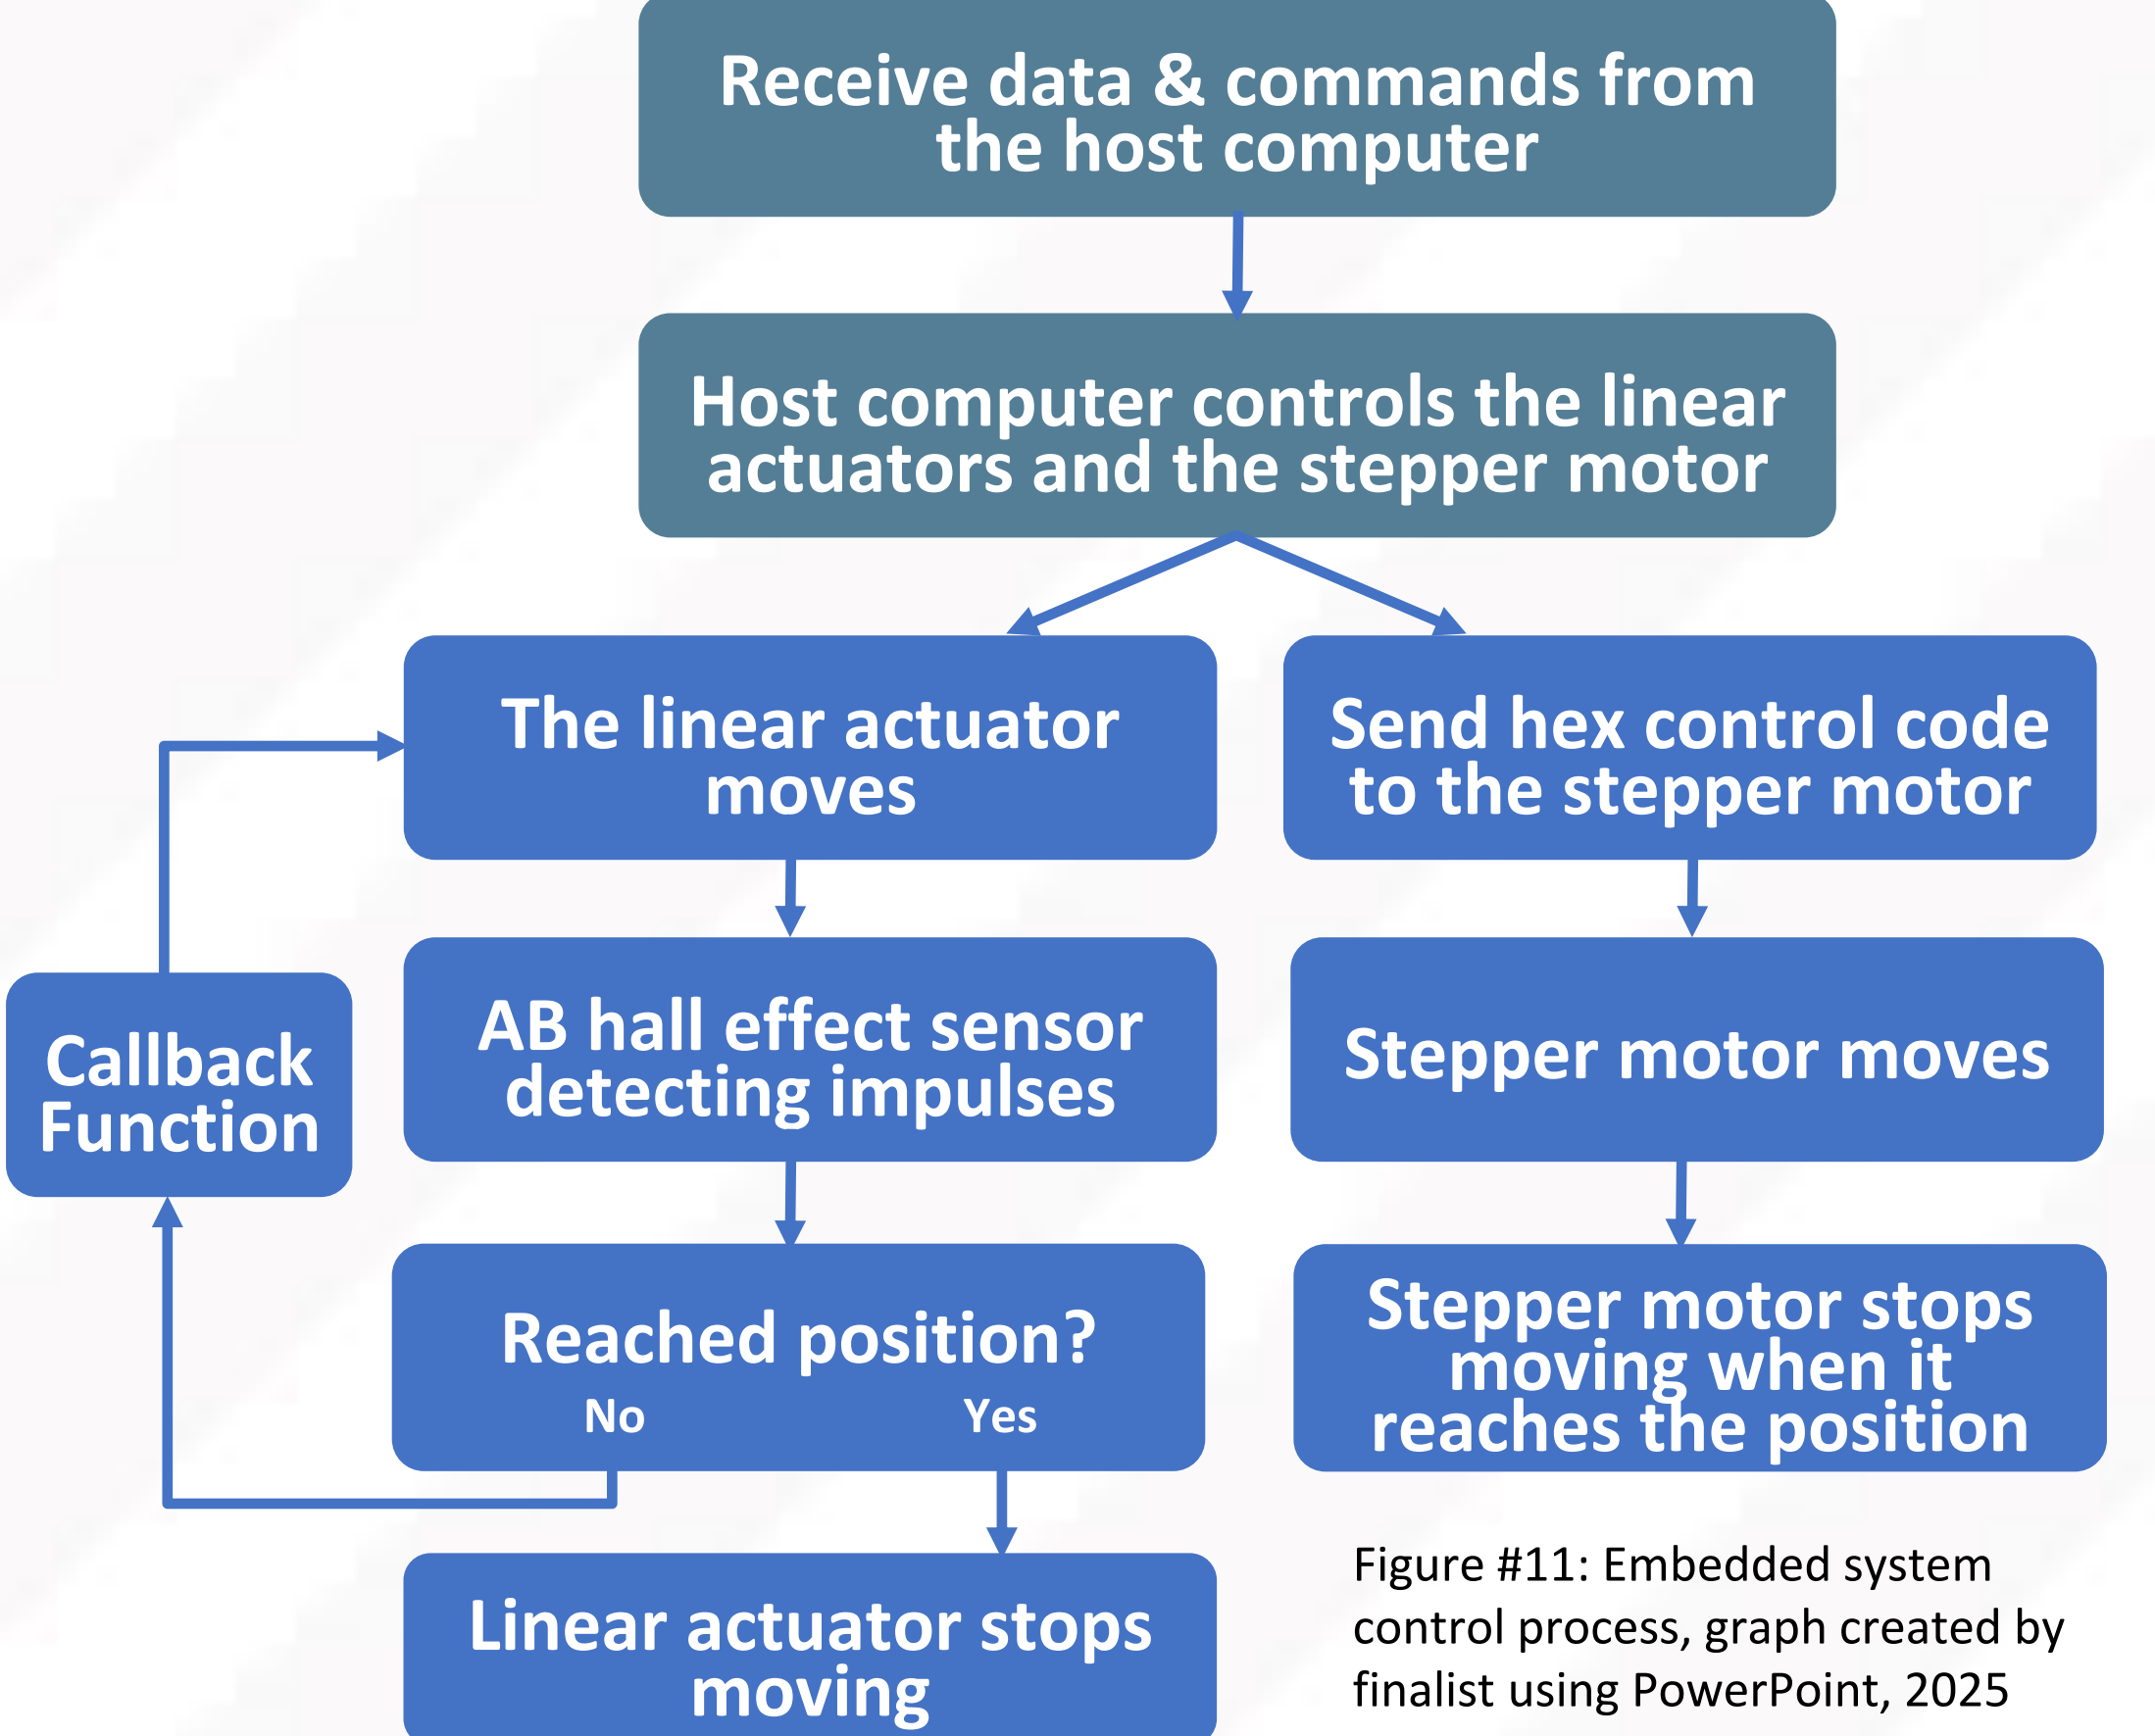 Receive data & commands from
the host computer
Host computer controls the linear
actuators and the stepper motor
The linear actuator
moves
Send hex control code
to the stepper motor
Callback
Function
AB hall effect sensor
detecting impulses
Stepper motor moves
Reached position?
No Yes
Stepper motor stops
moving when it
reaches the position
Linear actuator stops
moving
Figure #11: Embedded system
control process, graph created by
finalist using PowerPoint, 2025